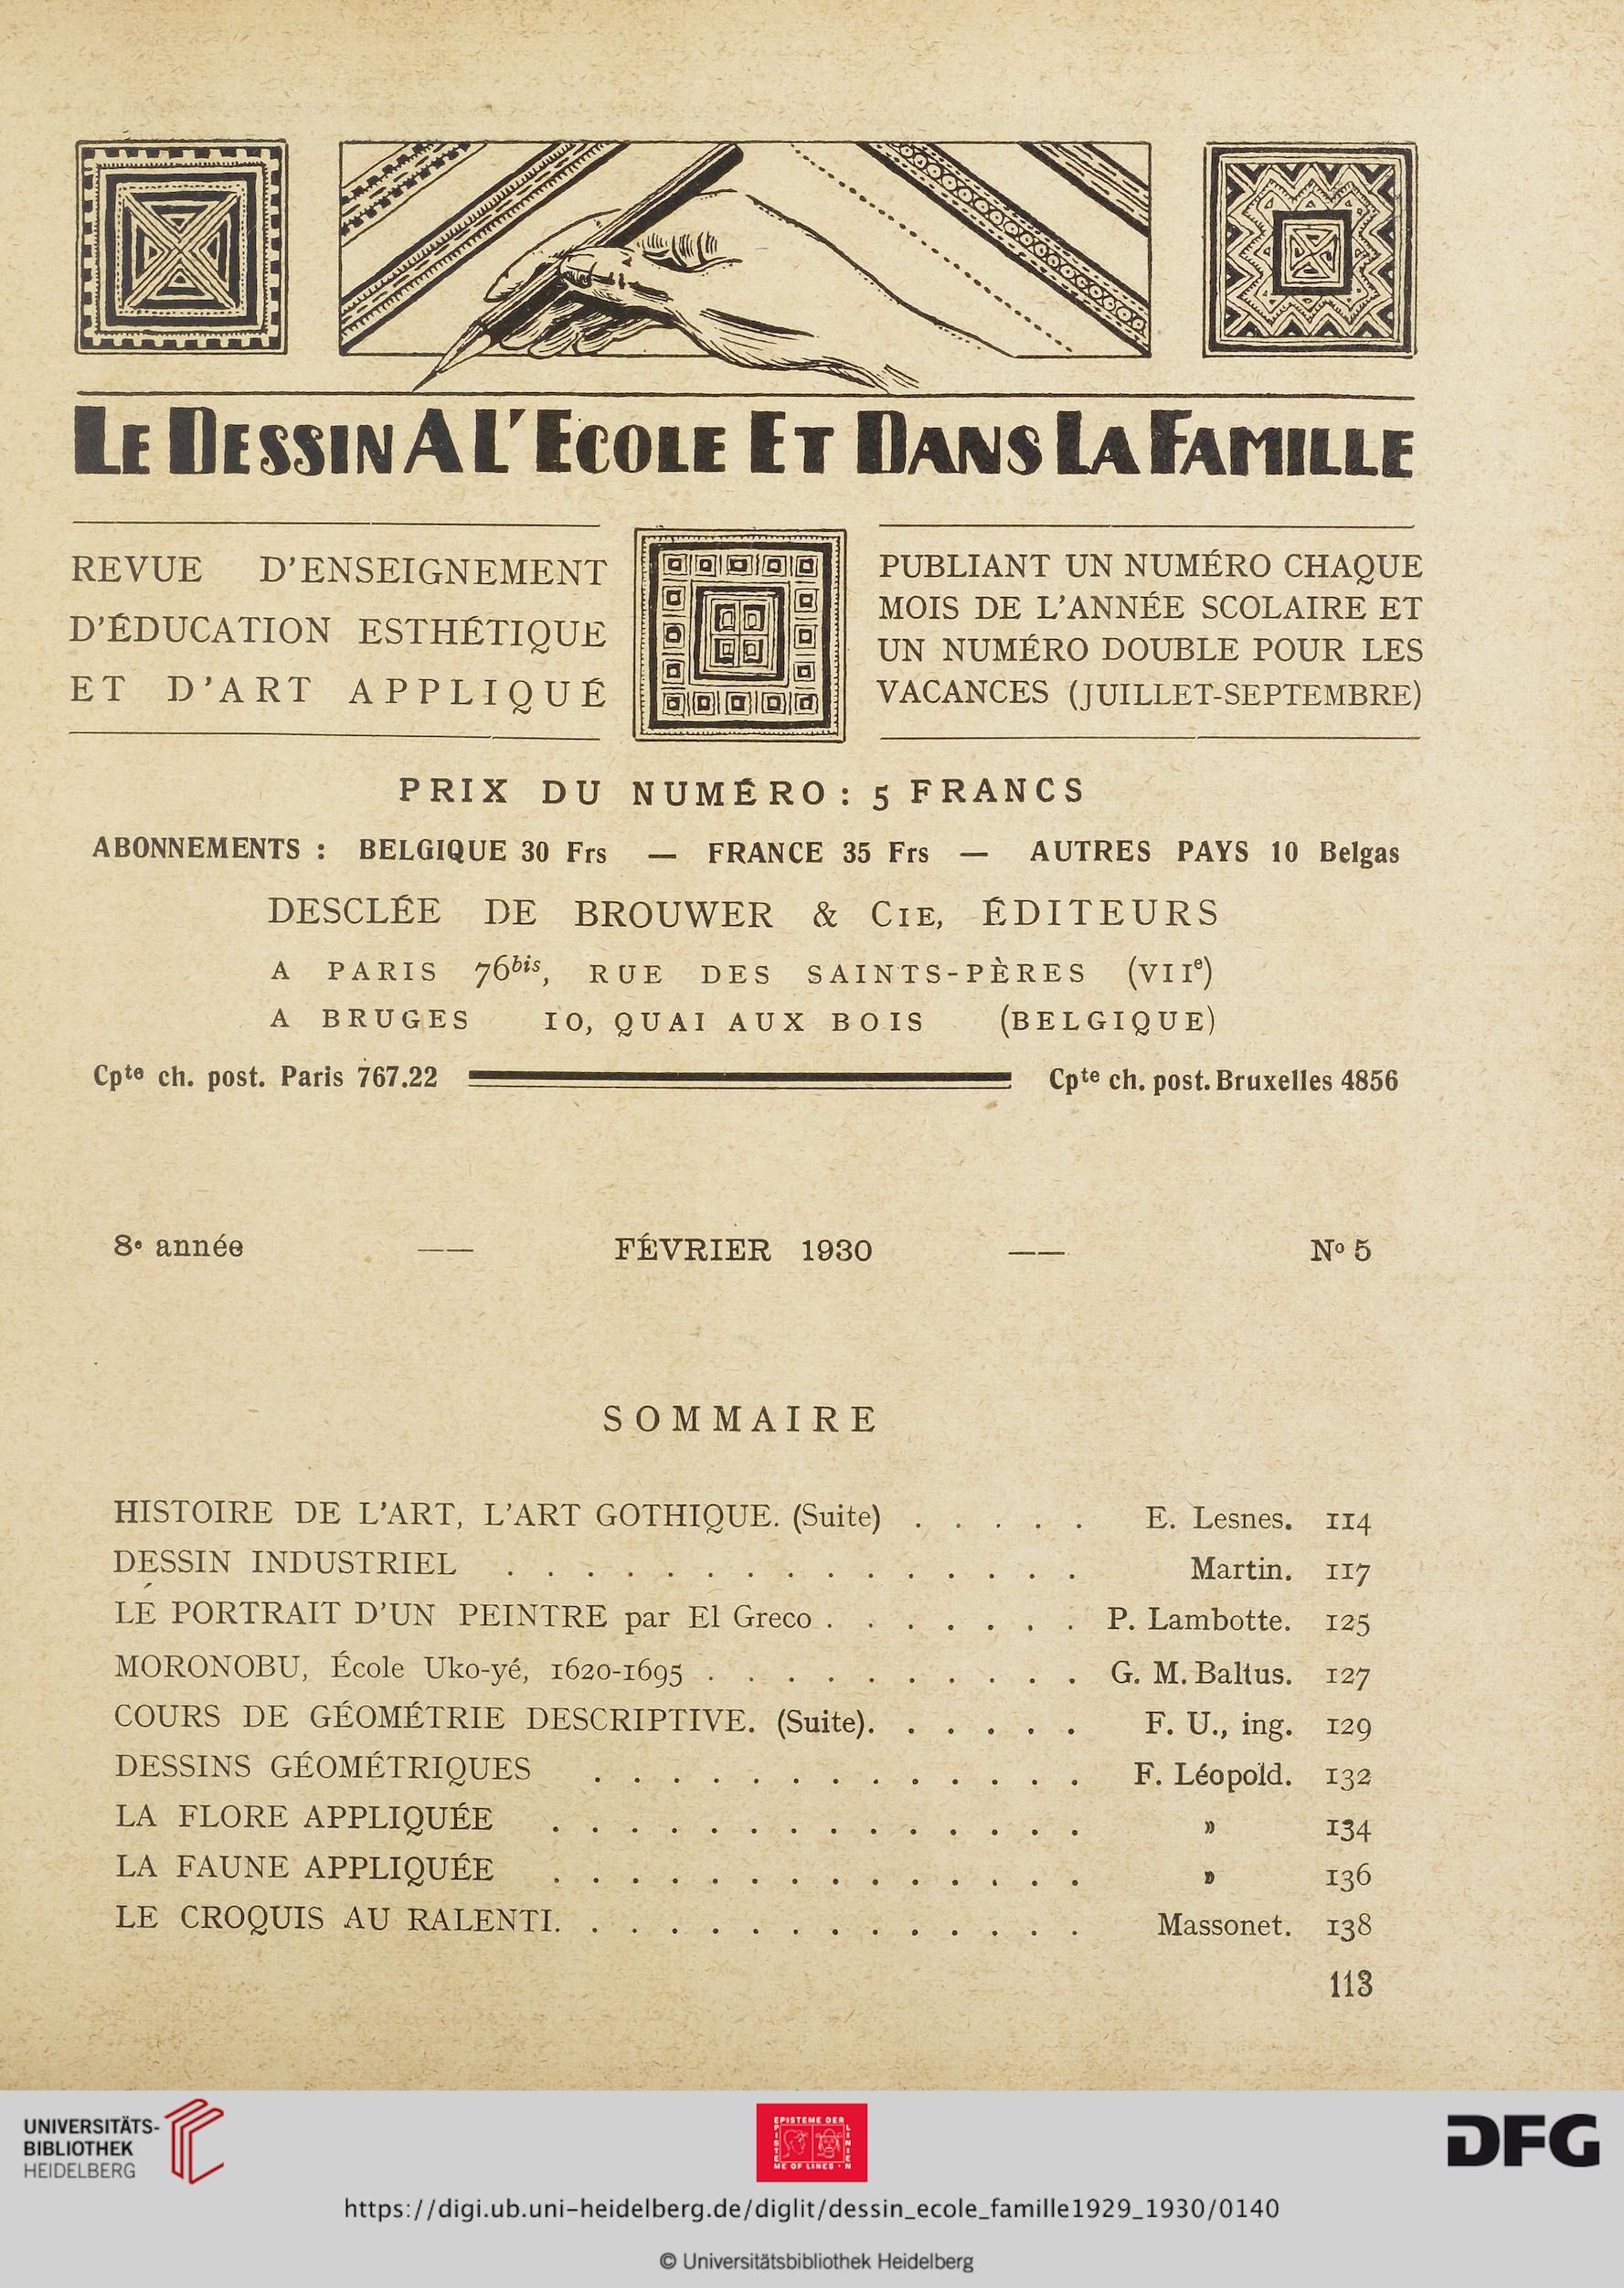 LE DESSIN A L'ECOLE ET DANS LA FAMILLE
REVUE D'ENSEIGNEMENT
D'ÉDUCATION ESTHÉTIQUE
ET D'ART APPLIQUÉ
PUBLIANT UN NUMÉRO CHAQUE
MOIS DE L'ANNÉE SCOLAIRE ET
UN NUMÉRO DOUBLE POUR LES
VACANCES (JUILLET-SEPTEMBRE)
PRIX DU NUMÉRO: 5 FRANCS
ABONNEMENTS : BELGIQUE 30 Frs — FRANCE 35 Frs — AUTRES PAYS 10 Belgas
DESCLÉE DE BROUWER & CIE, ÉDITEURS
A PARIS 76bis, RUE DES SAINTS-PÈRES (VIIe)
A BRUGES 10, QUAI AUX BOIS (BELGIQUE)
Cpte ch. post. Paris 767.22 Cpte ch. post. Bruxelles 4856
8e année —— FÉVRIER 1930 —— No 5
SOMMAIRE
HISTOIRE DE L'ART, L'ART GOTHIQUE. (Suite) . . . . . E. Lesnes. 114
DESSIN INDUSTRIEL . . . . . . . . . . . . . . . Martin. 117
LE PORTRAIT D'UN PEINTRE par El Greco . . . . . . . P. Lambotte. 125
MORONOBU, École Uko-yé, 1620-1695 . . . . . . . . . . G. M. Baltus. 127
COURS DE GÉOMÉTRIE DESCRIPTIVE. (Suite). . . . . . F. U., ing. 129
DESSINS GÉOMÉTRIQUES . . . . . . . . . . . . . F. Léopold. 132
LA FLORE APPLIQUÉE . . . . . . . . . . . . . . » 134
LA FAUNE APPLIQUÉE . . . . . . . . . . . . . . » 136
LE CROQUIS AU RALENTI. . . . . . . . . . . . . . Massonet. 138
113
UNIVERSITÄTS-
BIBLIOTHEK
HEIDELBERG
EPISTEME DER
LINIEN
EPISTE
ME OF LINES
DFG
https://digi.ub.uni-heidelberg.de/diglit/dessin_ecole_famille1929_1930/0140
© Universitätsbibliothek Heidelberg